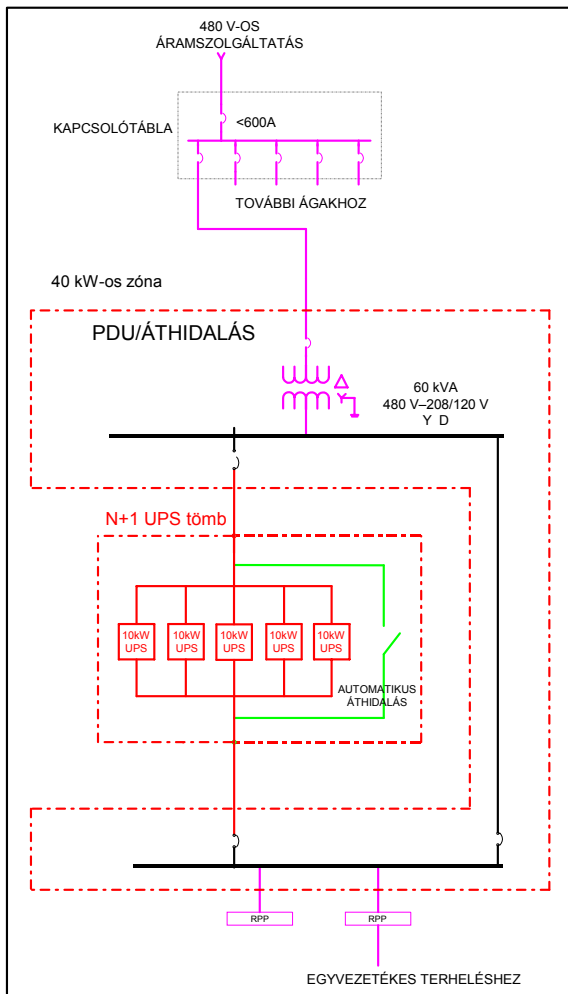 480 V-OS
ÁRAMSZOLGÁLTATÁS
<600A
KAPCSOLÓTÁBLA
TOVÁBBI ÁGAKHOZ
40 kW-os zóna
PDU/ÁTHIDALÁS
60 kVA
480 V–208/120 V
Y D
N+1 UPS tömb
10kW UPS
10kW UPS
10kW UPS
10kW UPS
10kW UPS
AUTOMATIKUS
ÁTHIDALÁS
RPP
RPP
EGYVEZETÉKES TERHELÉSHEZ